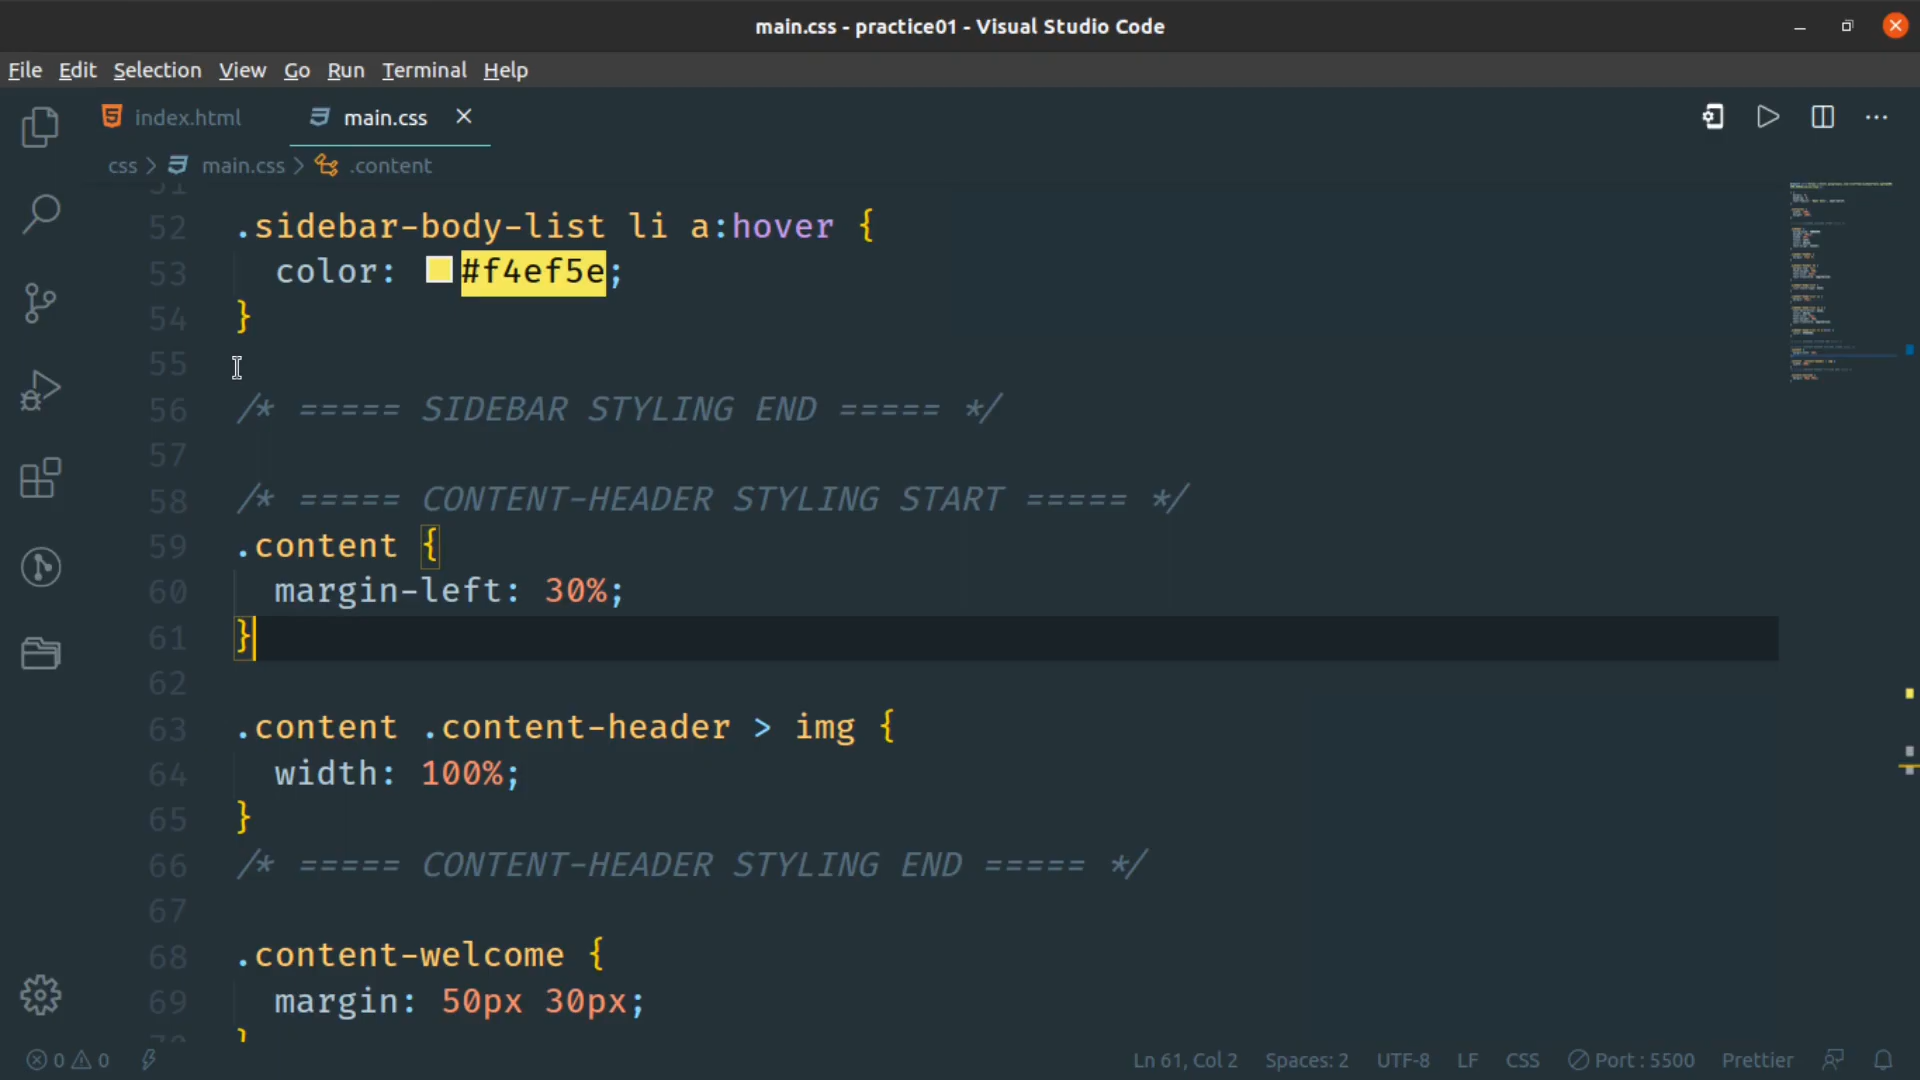 main.css - practice01 - Visual Studio Code
File Edit Selection View Go Run Terminal Help
index.html main.css
css > main.css > .content
51
52 .sidebar-body-list li a:hover {
53 color: #f4ef5e;
54 }
55
56 /* ===== SIDEBAR STYLING END ===== */
57
58 /* ===== CONTENT-HEADER STYLING START ===== */
59 .content {
60 margin-left: 30%;
61 }
62
63 .content .content-header > img {
64 width: 100%;
65 }
66 /* ===== CONTENT-HEADER STYLING END ===== */
67
68 .content-welcome {
69 margin: 50px 30px;
70 }
0 0 Ln 61, Col 2 Spaces: 2 UTF-8 LF CSS Port : 5500 Prettier